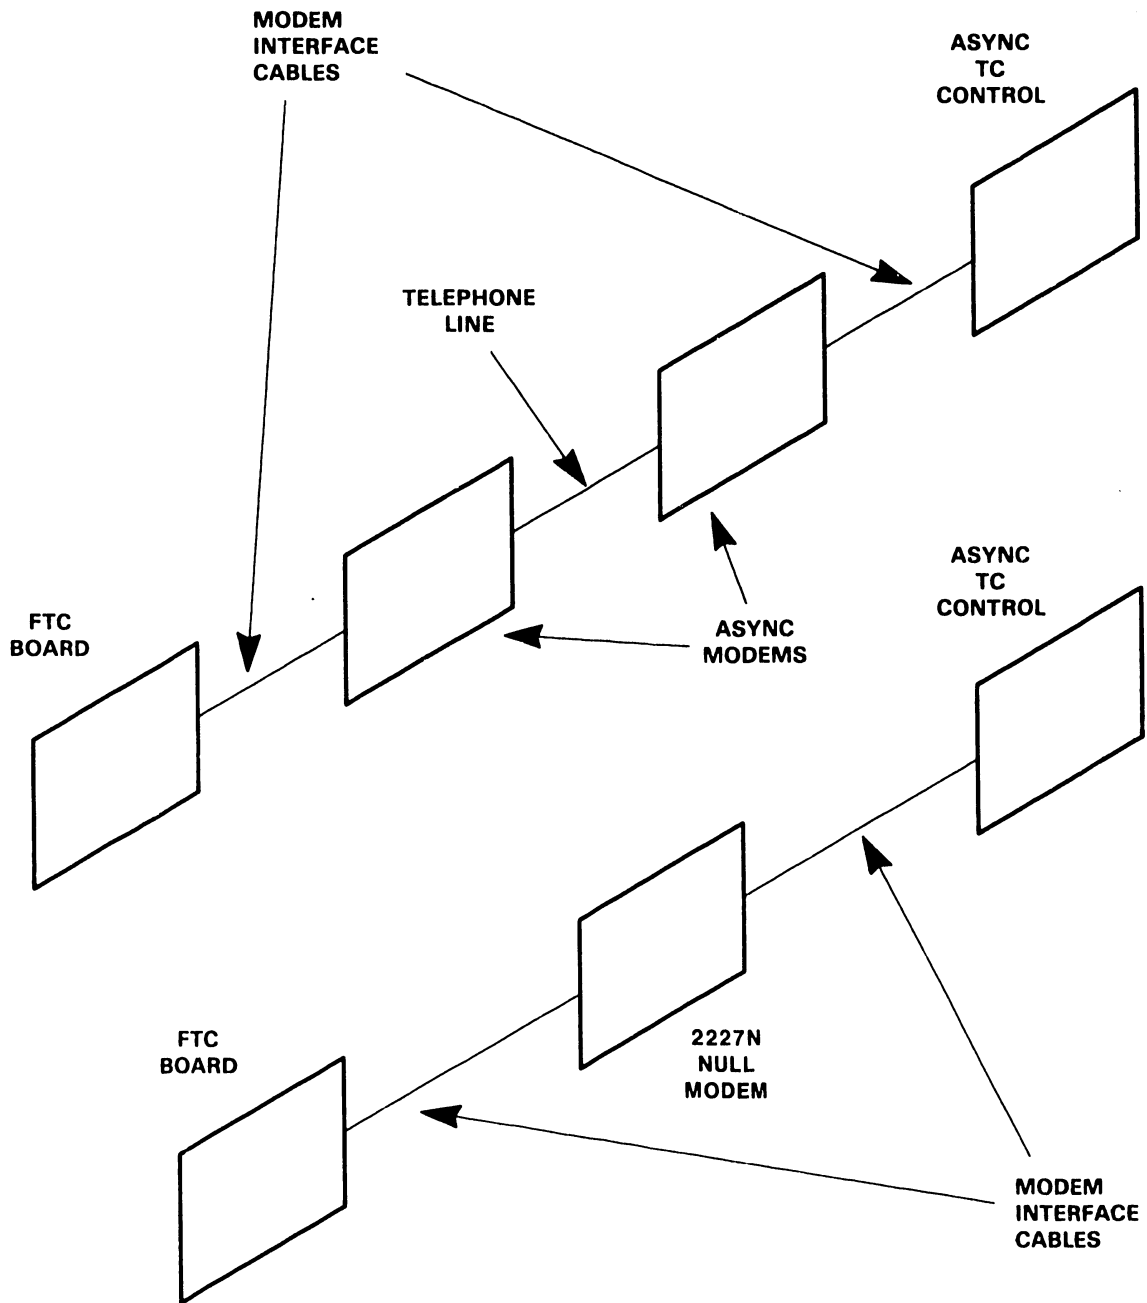 MODEM
INTERFACE
CABLES
ASYNC
TC
CONTROL
TELEPHONE
LINE
ASYNC
TC
CONTROL
FTC
BOARD
ASYNC
MODEMS
FTC
BOARD
2227N
NULL
MODEM
MODEM
INTERFACE
CABLES